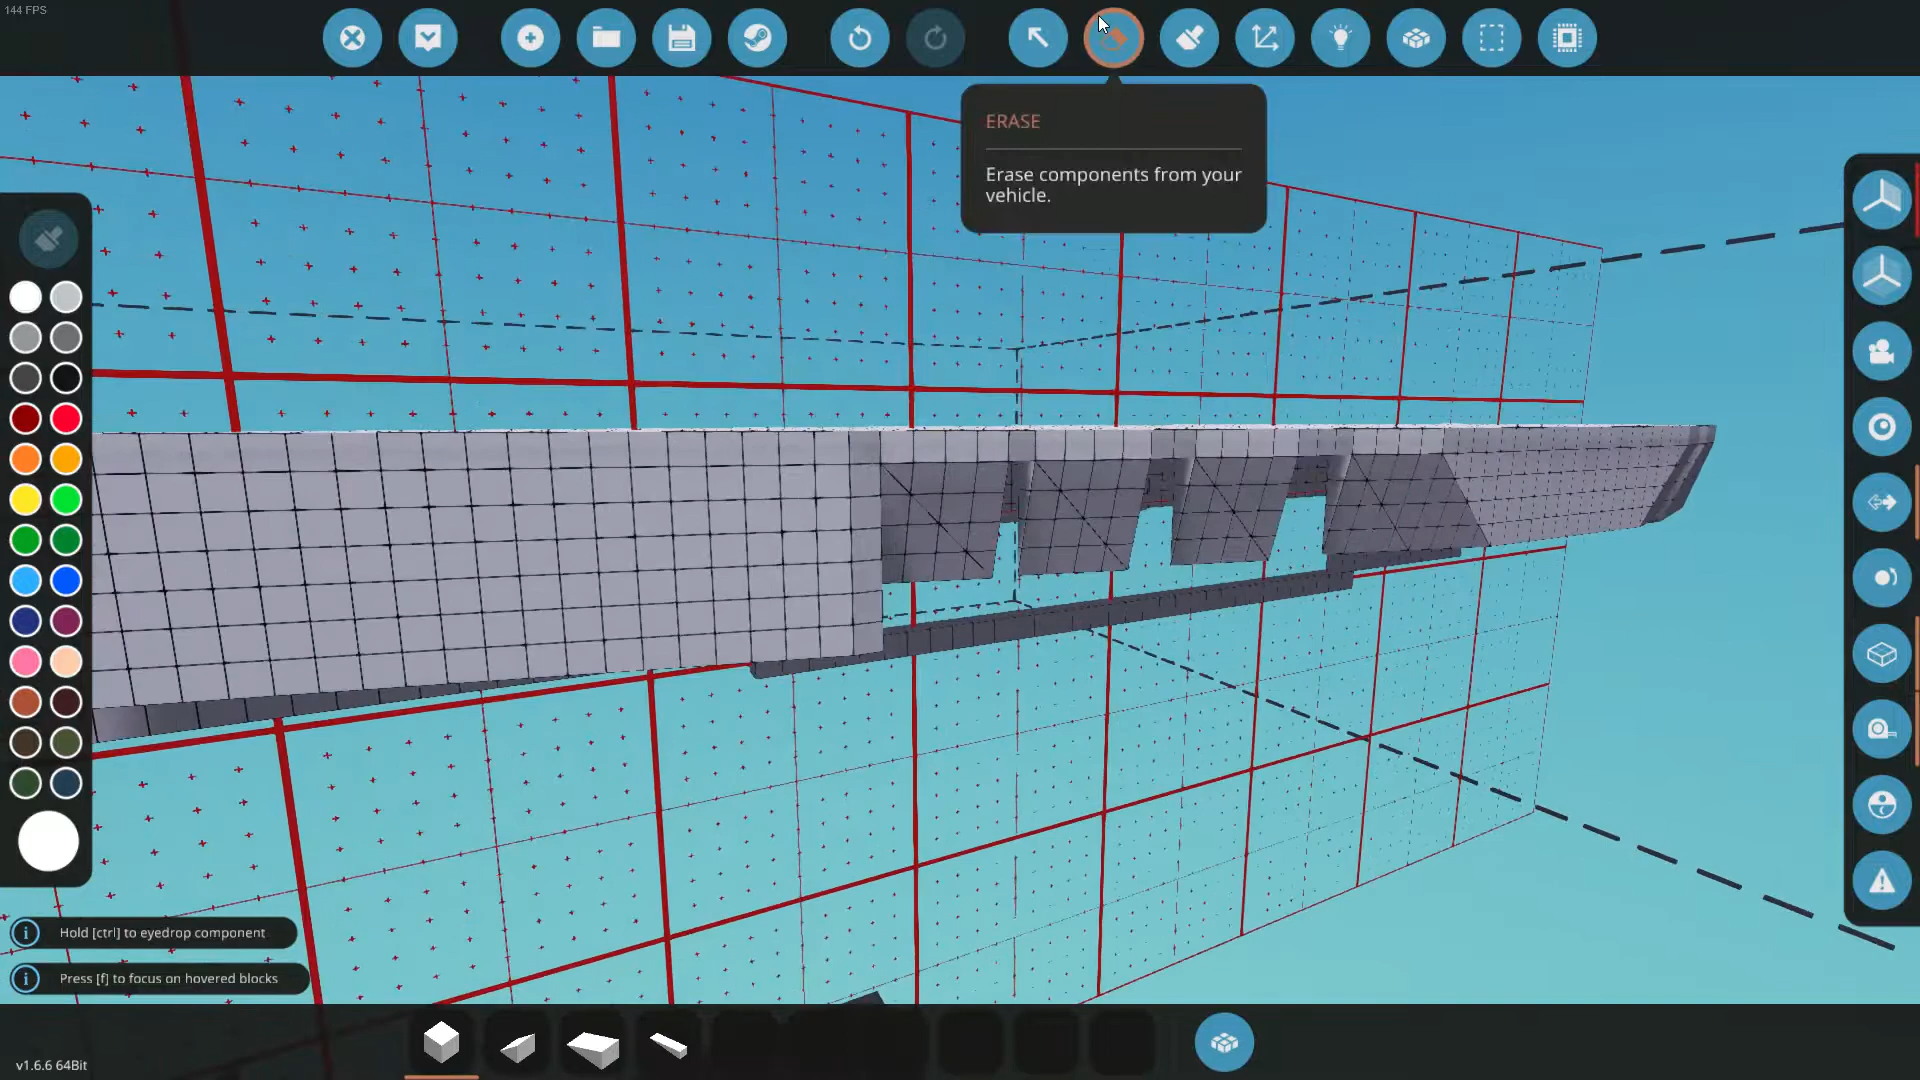 144 FPS
ERASE
Erase components from your
vehicle.
Hold [ctrl] to eyedrop component
Press [f] to focus on hovered blocks
v1.6.6 64Bit